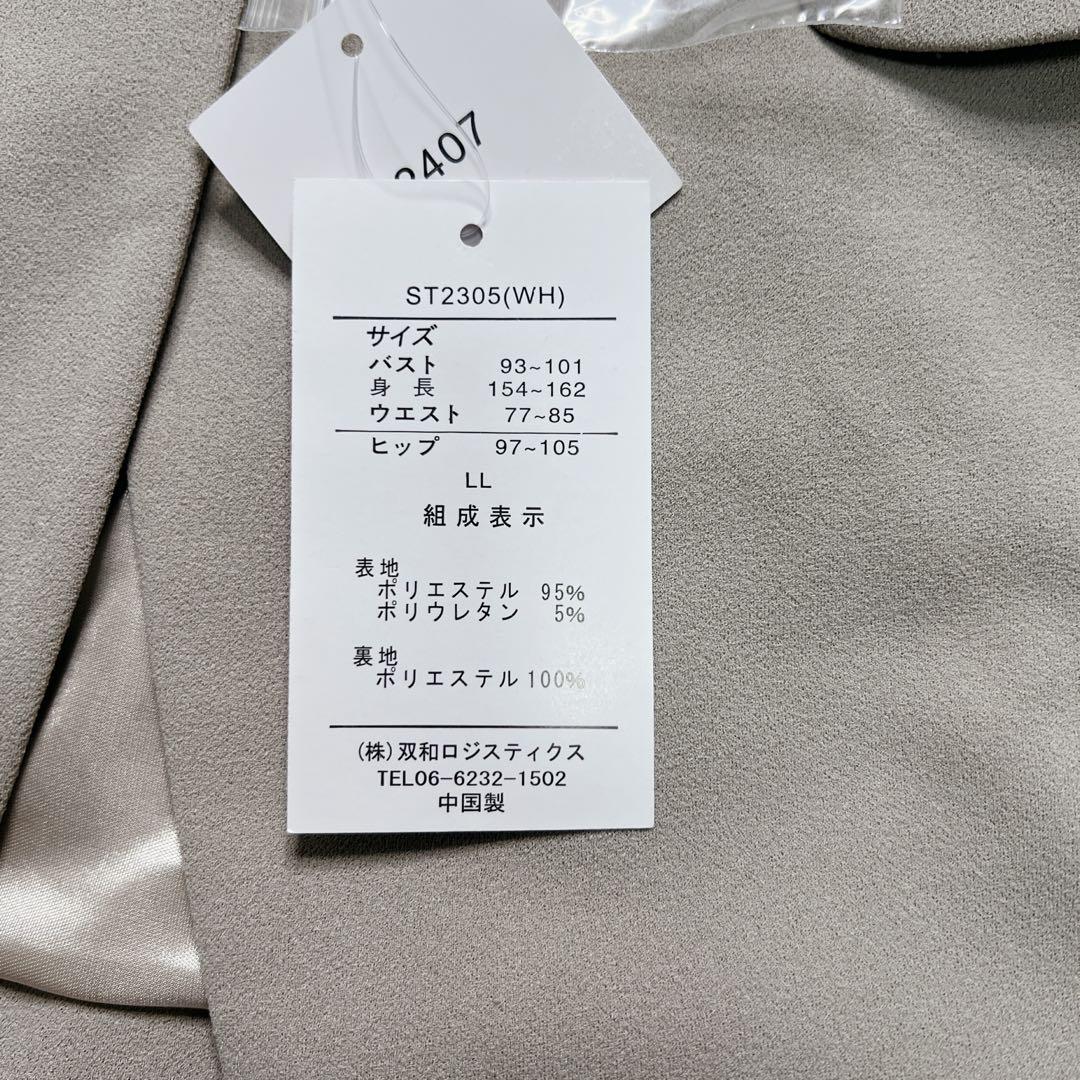 2407
ST2305(WH)
サイズ
バスト 93~101
身 長 154~162
ウエスト 77~85
ヒップ 97~105
LL
組成表示
表地
ポリエステル 95%
ポリウレタン 5%
裏地
ポリエステル 100%
(株)双和ロジスティクス
TEL06-6232-1502
中国製